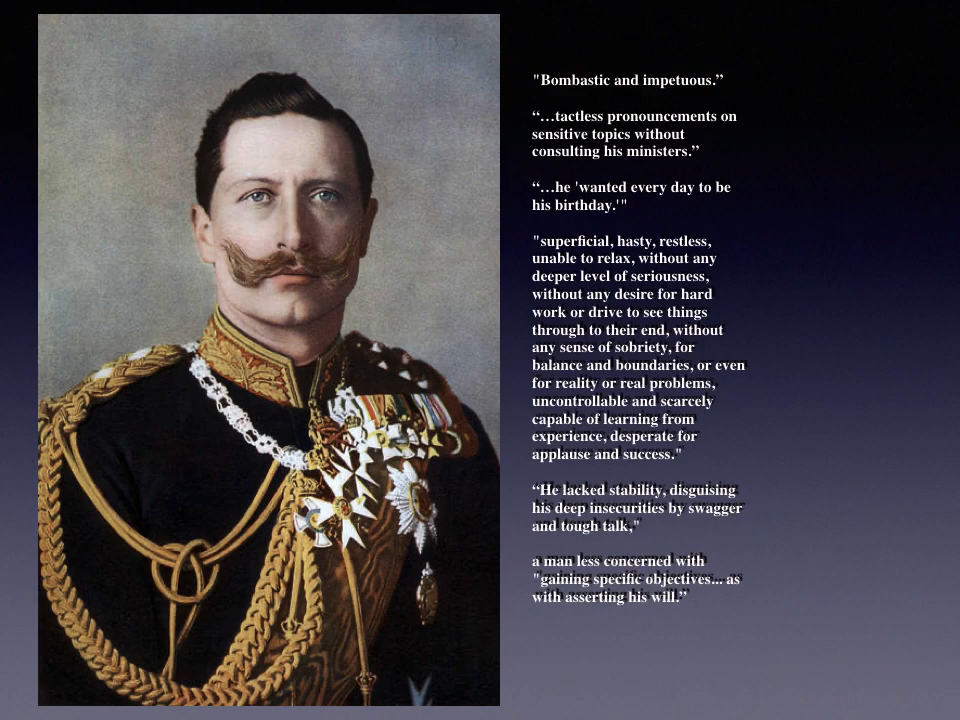 "Bombastic and impetuous.”
“…tactless pronouncements on
sensitive topics without
consulting his ministers.”
“…he 'wanted every day to be
his birthday.'"
"superficial, hasty, restless,
unable to relax, without any
deeper level of seriousness,
without any desire for hard
work or drive to see things
through to their end, without
any sense of sobriety, for
balance and boundaries, or even
for reality or real problems,
uncontrollable and scarcely
capable of learning from
experience, desperate for
applause and success."
“He lacked stability, disguising
his deep insecurities by swagger
and tough talk,"
a man less concerned with
"gaining specific objectives... as
with asserting his will.”